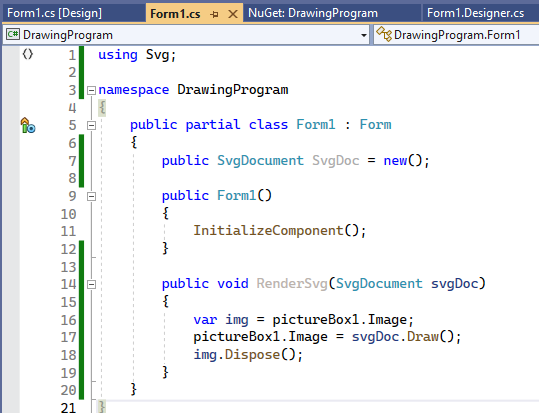 Form1.cs [Design] Form1.cs NuGet: DrawingProgram Form1.Designer.cs
C# DrawingProgram DrawingProgram.Form1
1 using Svg;
2
3 namespace DrawingProgram
4 {
5 public partial class Form1 : Form
6 {
7 public SvgDocument SvgDoc = new();
8
9 public Form1()
10 {
11 InitializeComponent();
12 }
13
14 public void RenderSvg(SvgDocument svgDoc)
15 {
16 var img = pictureBox1.Image;
17 pictureBox1.Image = svgDoc.Draw();
18 img.Dispose();
19 }
20 }
21 }